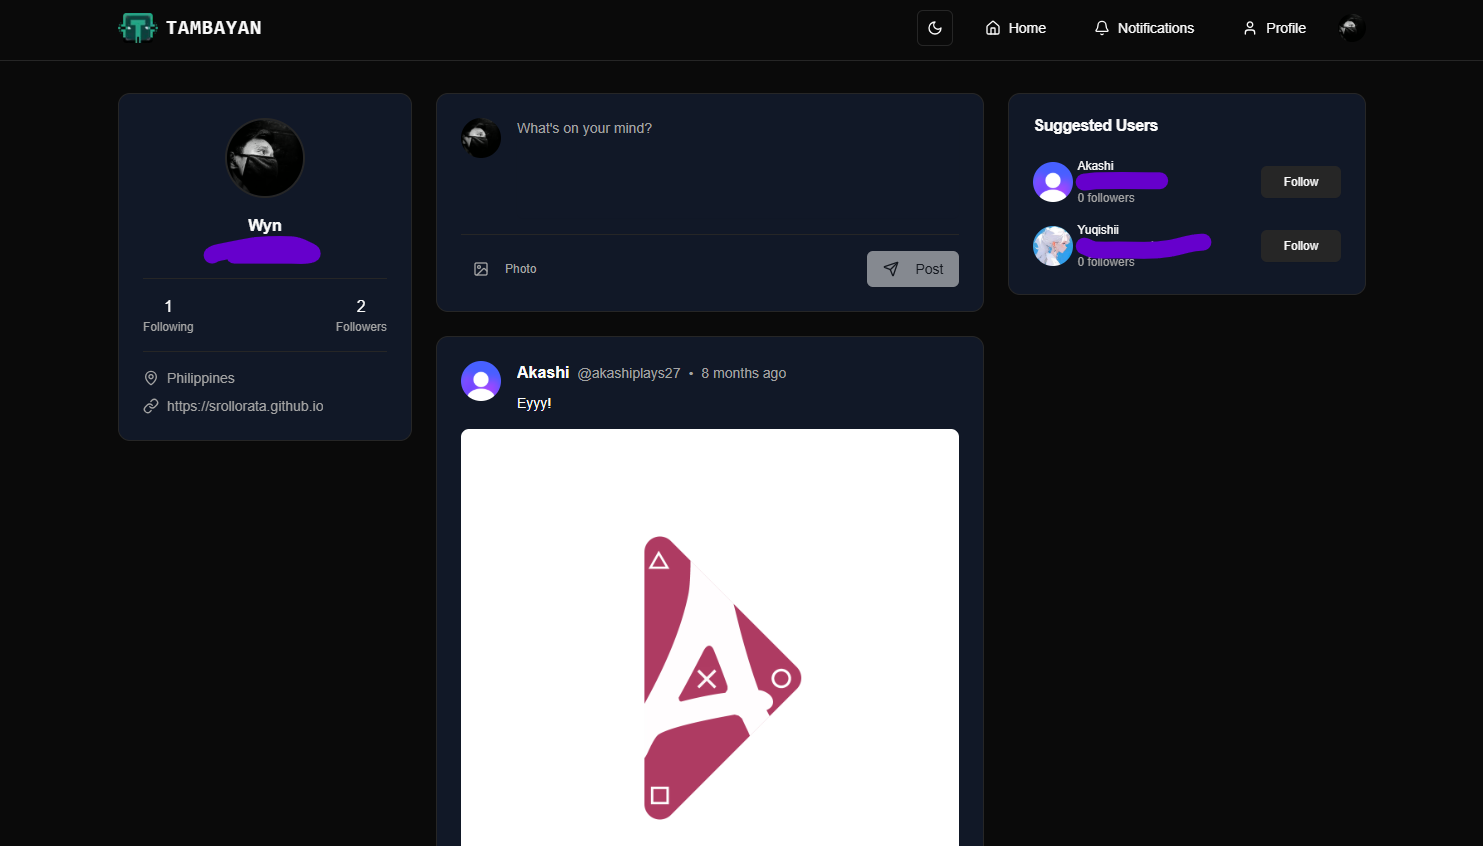 TAMBAYAN
Home
Notifications
Profile
Wyn
1
Following
2
Followers
Philippines
https://srollorata.github.io
What's on your mind?
Photo
Post
Akashi @akashiplays27 • 8 months ago
Eyyy!
Suggested Users
Akashi
0 followers
Follow
Yuqishii
0 followers
Follow